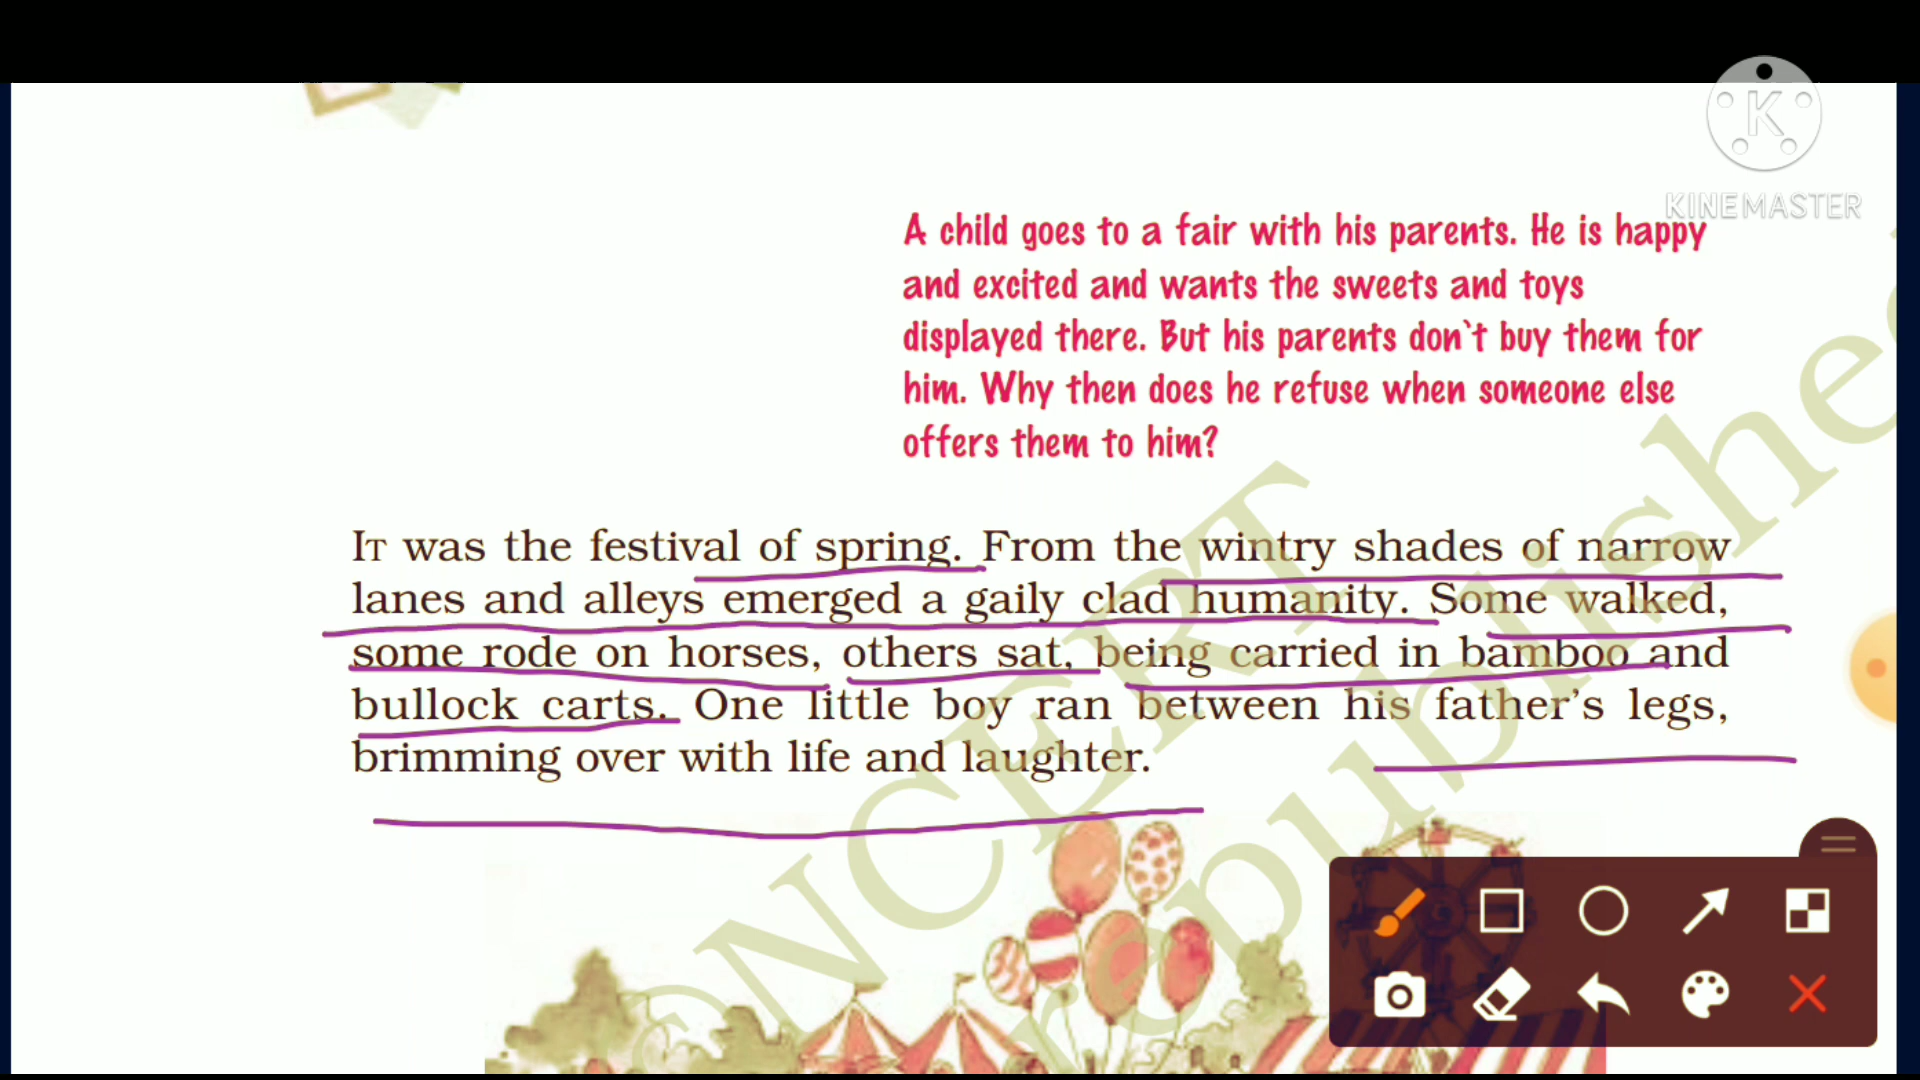 KINEMASTER
A child goes to a fair with his parents. He is happy
and excited and wants the sweets and toys
displayed there. But his parents don`t buy them for
him. Why then does he refuse when someone else
offers them to him?
IT was the festival of spring. From the wintry shades of narrow
lanes and alleys emerged a gaily clad humanity. Some walked,
some rode on horses, others sat, being carried in bamboo and
bullock carts. One little boy ran between his father’s legs,
brimming over with life and laughter.
NCERT
republished